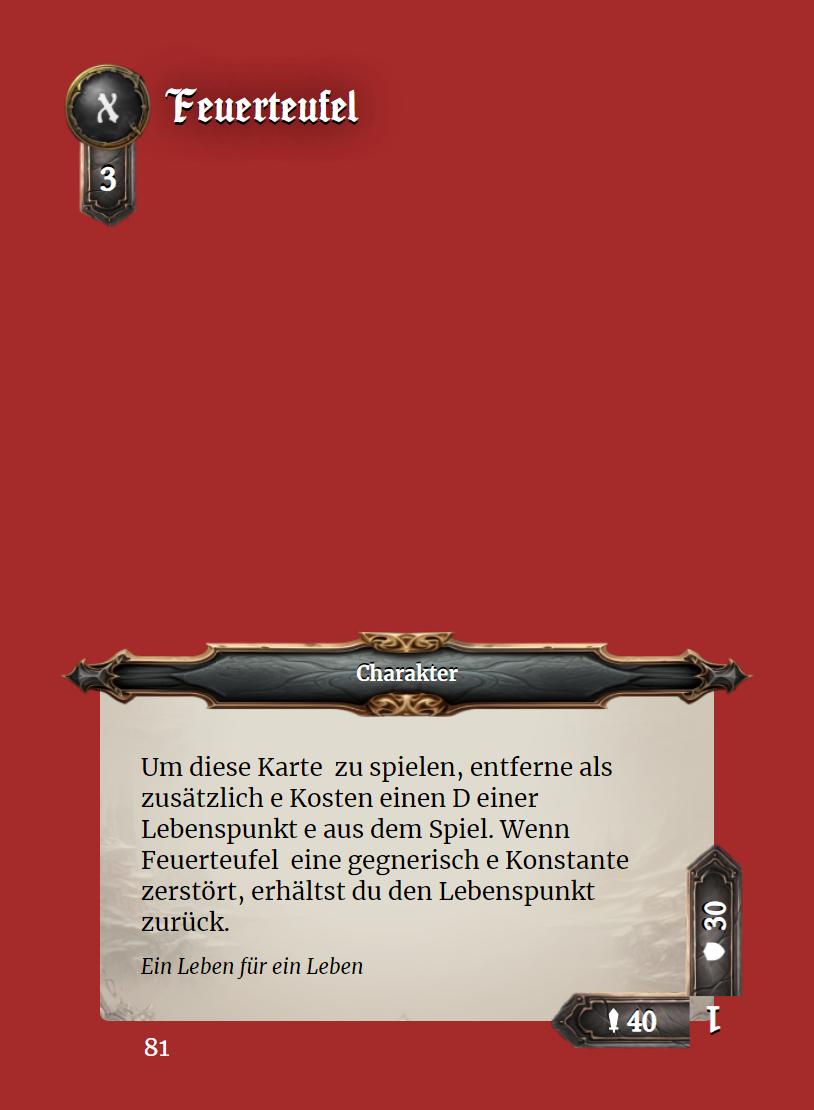 X
Feuerteufel
3
Charakter
Um diese Karte  zu spielen, entferne als
zusätzlich e Kosten einen D einer
Lebenspunkt e aus dem Spiel. Wenn
Feuerteufel  eine gegnerisch e Konstante
zerstört, erhältst du den Lebenspunkt
zurück.
Ein Leben für ein Leben
30
40
1
81